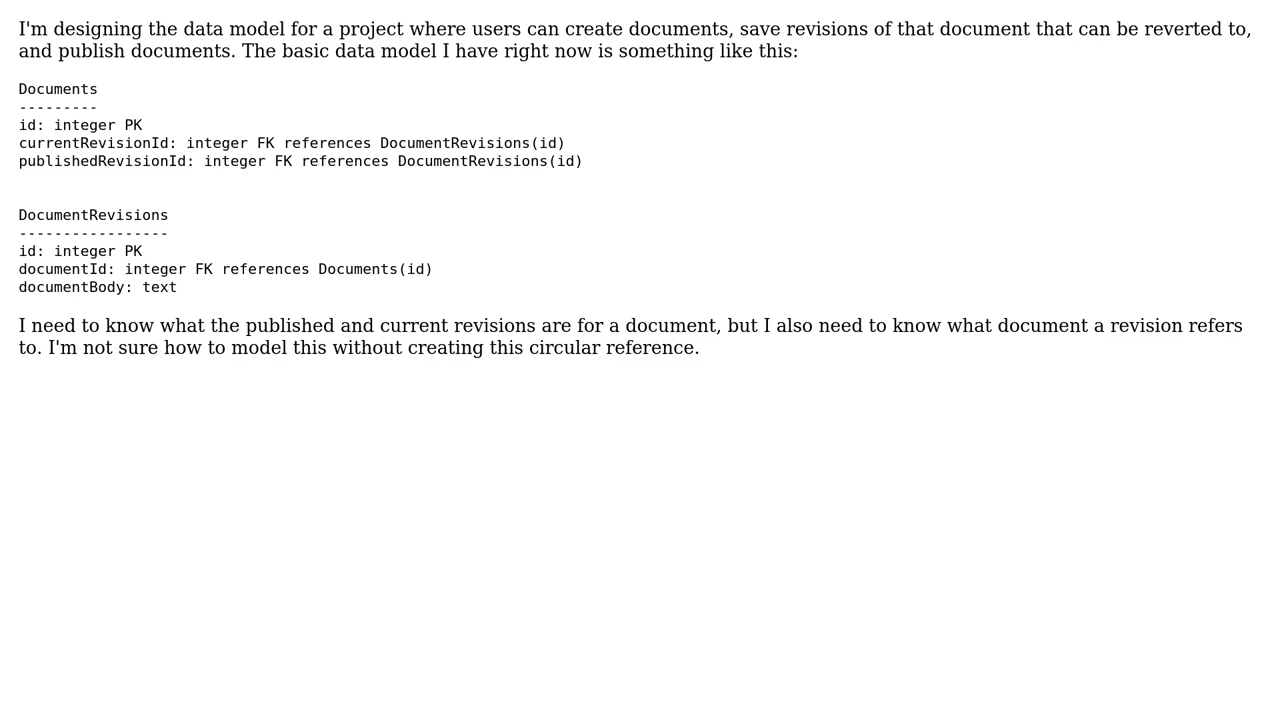 I'm designing the data model for a project where users can create documents, save revisions of that document that can be reverted to,
and publish documents. The basic data model I have right now is something like this:
Documents
---------
id: integer PK
currentRevisionId: integer FK references DocumentRevisions(id)
publishedRevisionId: integer FK references DocumentRevisions(id)
DocumentRevisions
-----------------
id: integer PK
documentId: integer FK references Documents(id)
documentBody: text
I need to know what the published and current revisions are for a document, but I also need to know what document a revision refers
to. I'm not sure how to model this without creating this circular reference.